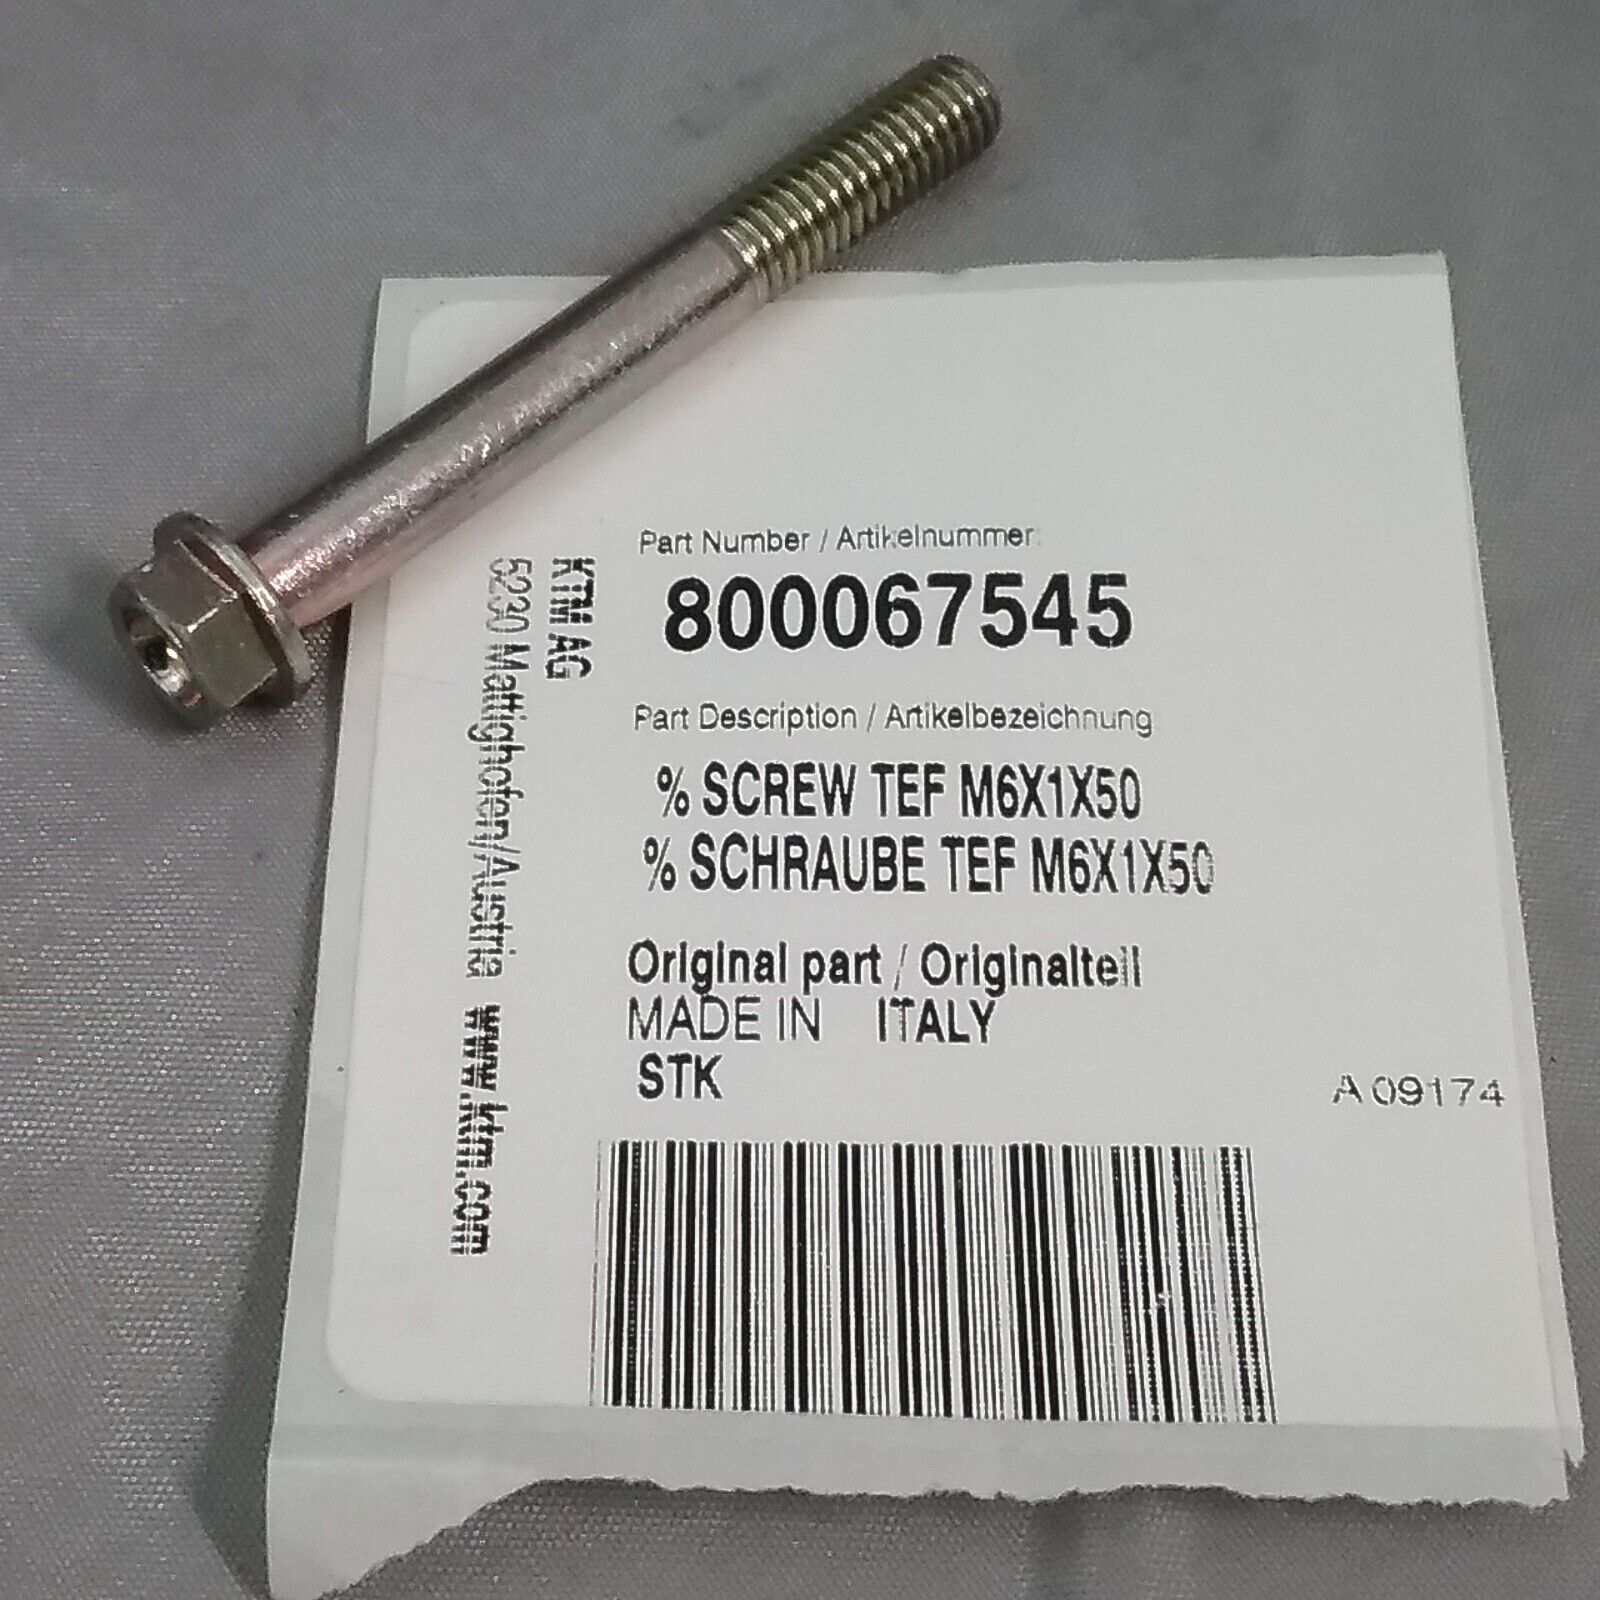 Part Number / Artikelnummer:
800067545
Part Description / Artikelbezeichnung
% SCREW TEF M6X1X50
% SCHRAUBE TEF M6X1X50
Original part / Originalteil
MADE IN ITALY
STK
A 09174
KTM AG
5230 Mattighofen/Austria www.ktm.com